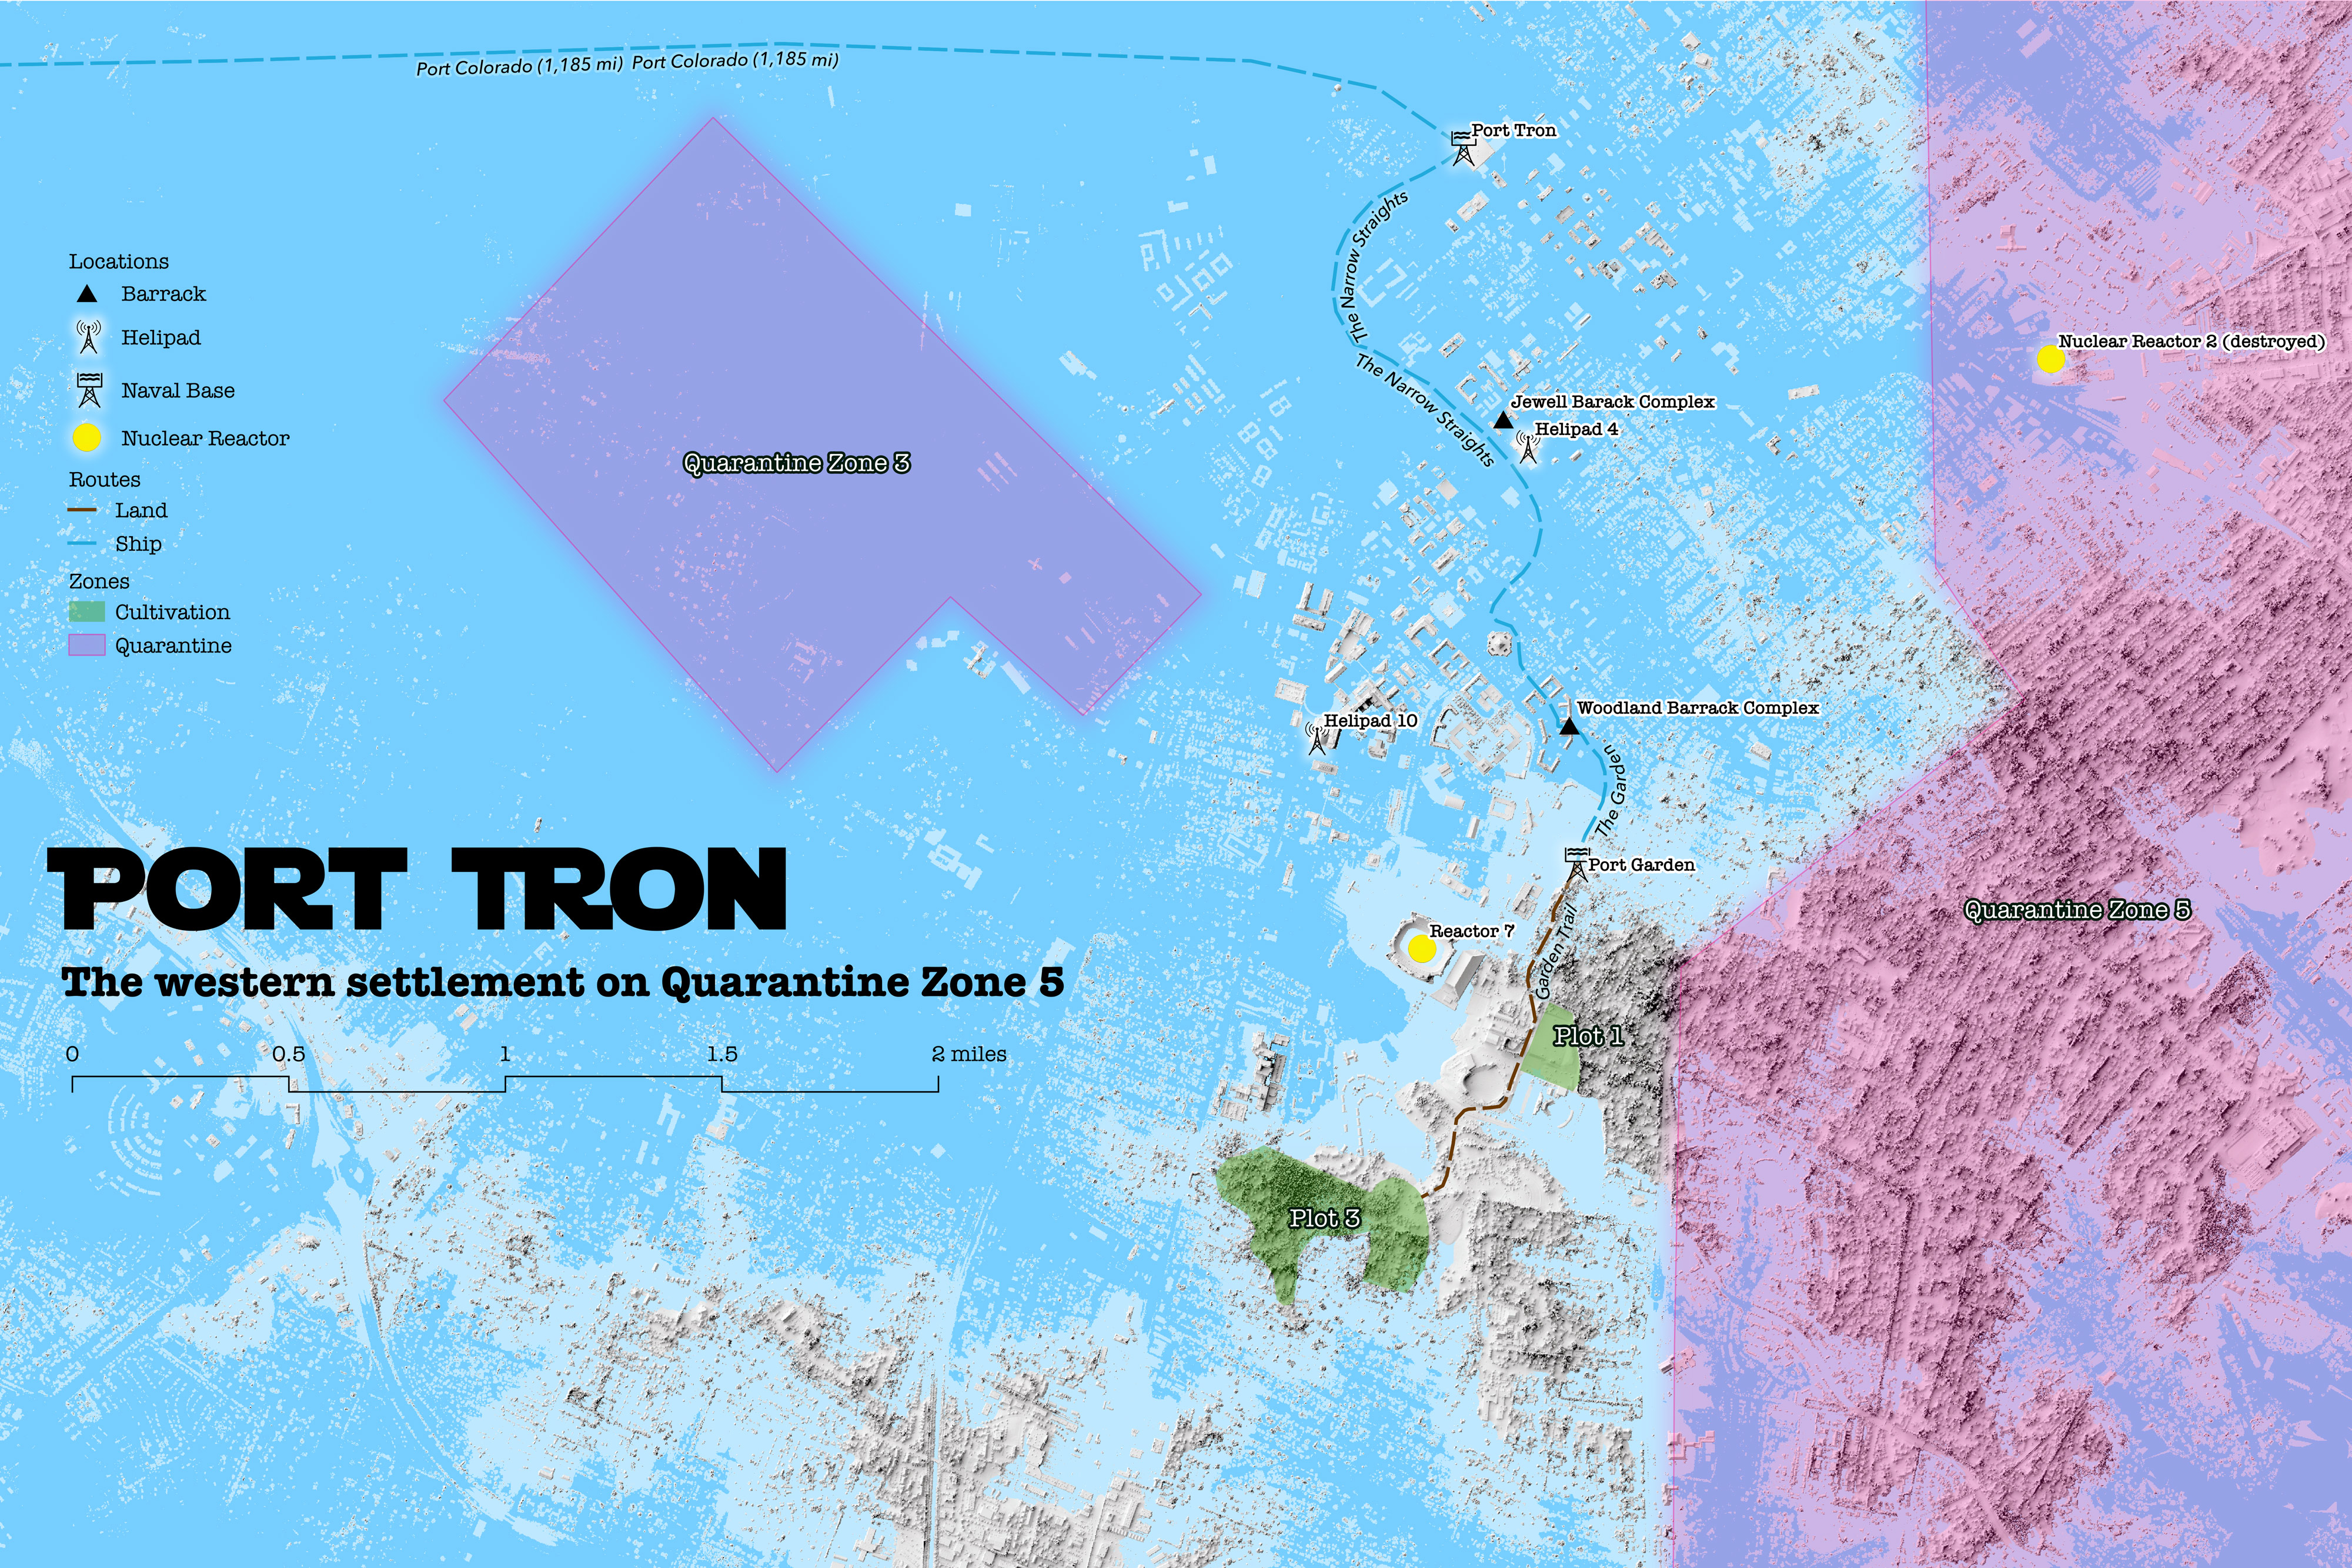 Port Colorado (1,185 mi) Port Colorado (1,185 mi)
Port Tron
The Narrow Straights
Locations
Barrack
Helipad
Naval Base
Nuclear Reactor
Routes
Land
Ship
Zones
Cultivation
Quarantine
Nuclear Reactor 2 (destroyed)
The Narrow Straights
Jewell Barack Complex
Helipad 4
Quarantine Zone 3
Woodland Barrack Complex
Helipad 10
The Garden
Port Garden
PORT TRON
Quarantine Zone 5
Reactor 7
Garden Trail
The western settlement on Quarantine Zone 5
Plot 1
0 0.5 1 1.5 2 miles
Plot 3